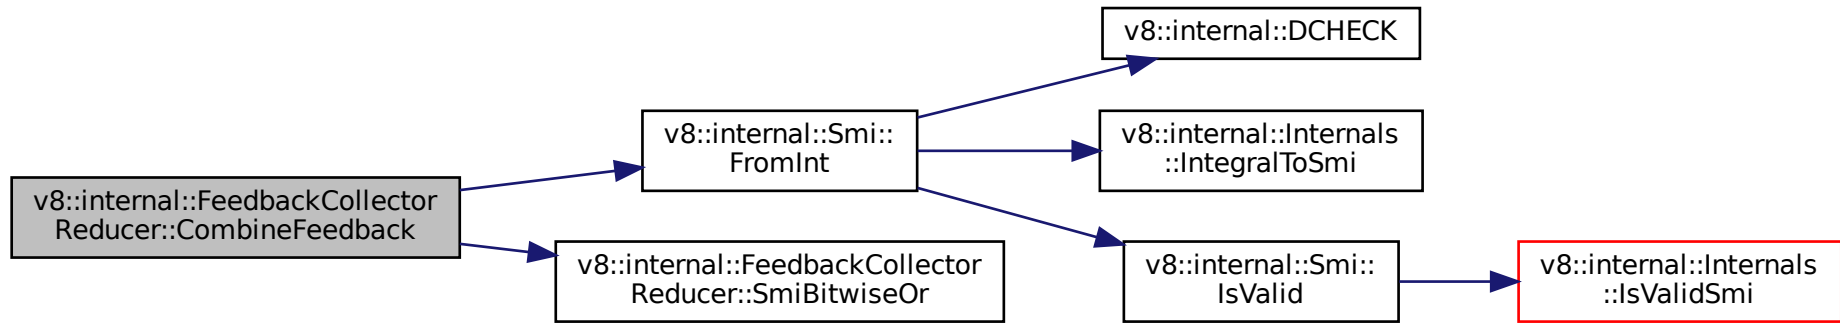 v8::internal::DCHECK
v8::internal::Smi::
FromInt
v8::internal::Internals
::IntegralToSmi
v8::internal::FeedbackCollector
Reducer::CombineFeedback
v8::internal::FeedbackCollector
Reducer::SmiBitwiseOr
v8::internal::Smi::
IsValid
v8::internal::Internals
::IsValidSmi